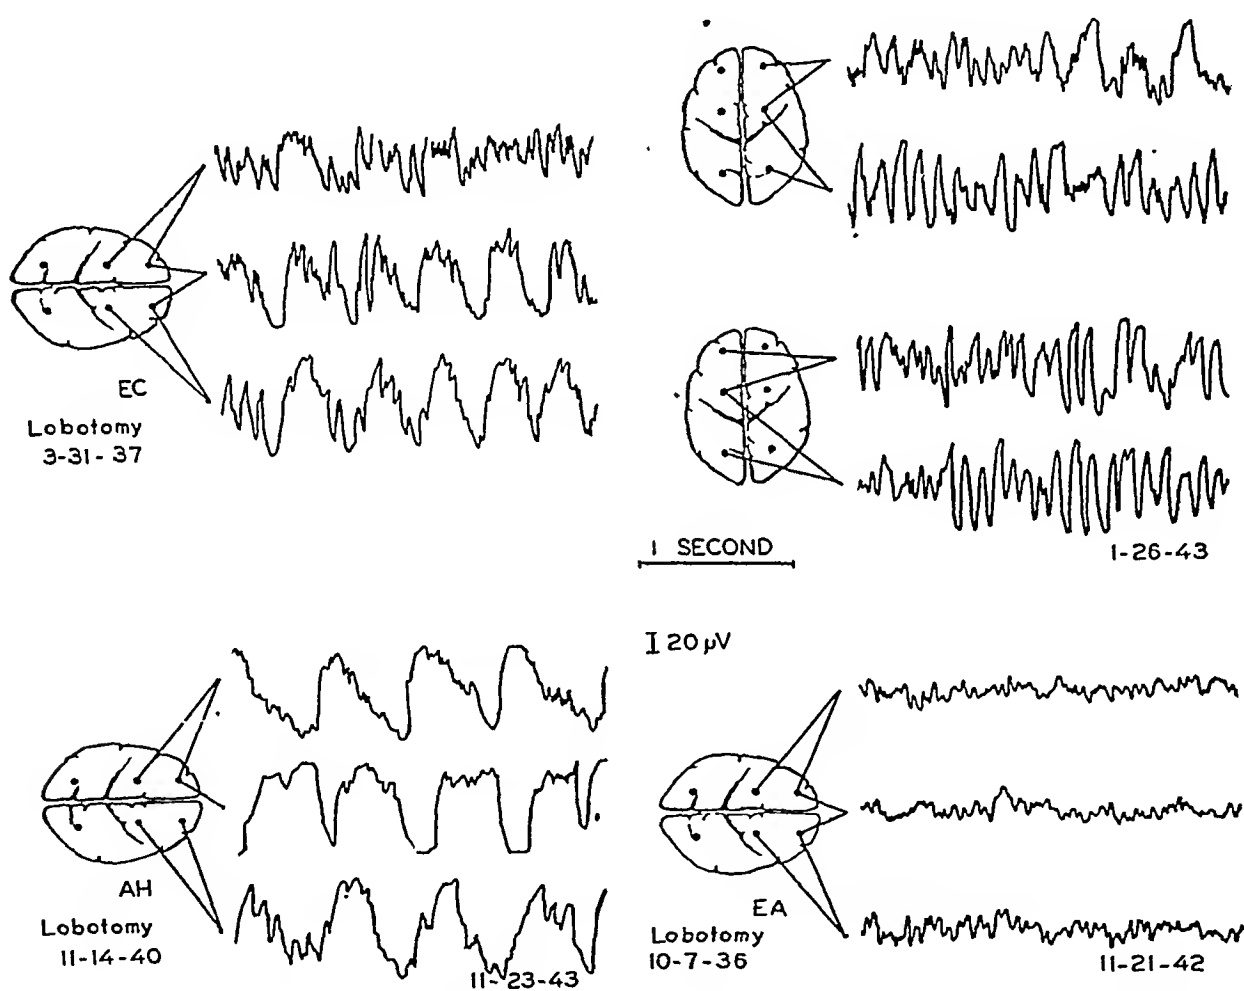 EC
Lobotomy
3-31-37
1 SECOND
1-26-43
20 µV
AH
Lobotomy
11-14-40
11-23-43
EA
Lobotomy
10-7-36
11-21-42